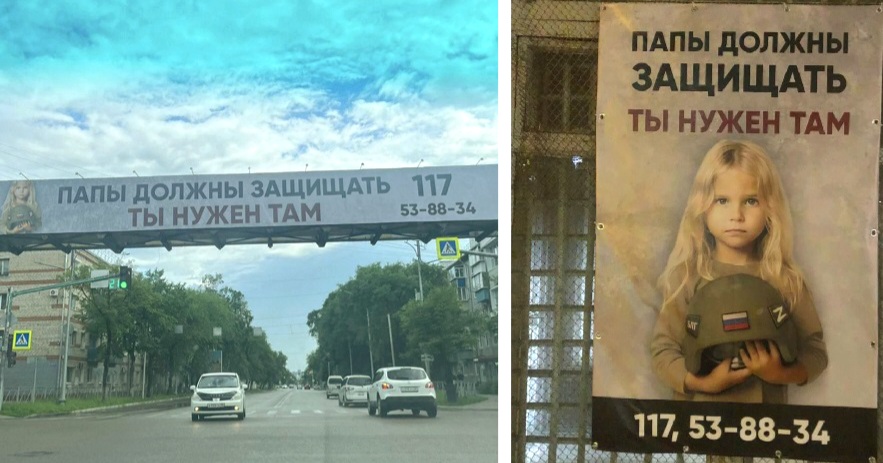 ПАПЫ ДОЛЖНЫ ЗАЩИЩАТЬ 117
ТЫ НУЖЕН ТАМ 53-88-34
ПАПЫ ДОЛЖНЫ
ЗАЩИЩАТЬ
ТЫ НУЖЕН ТАМ
Z
117, 53-88-34